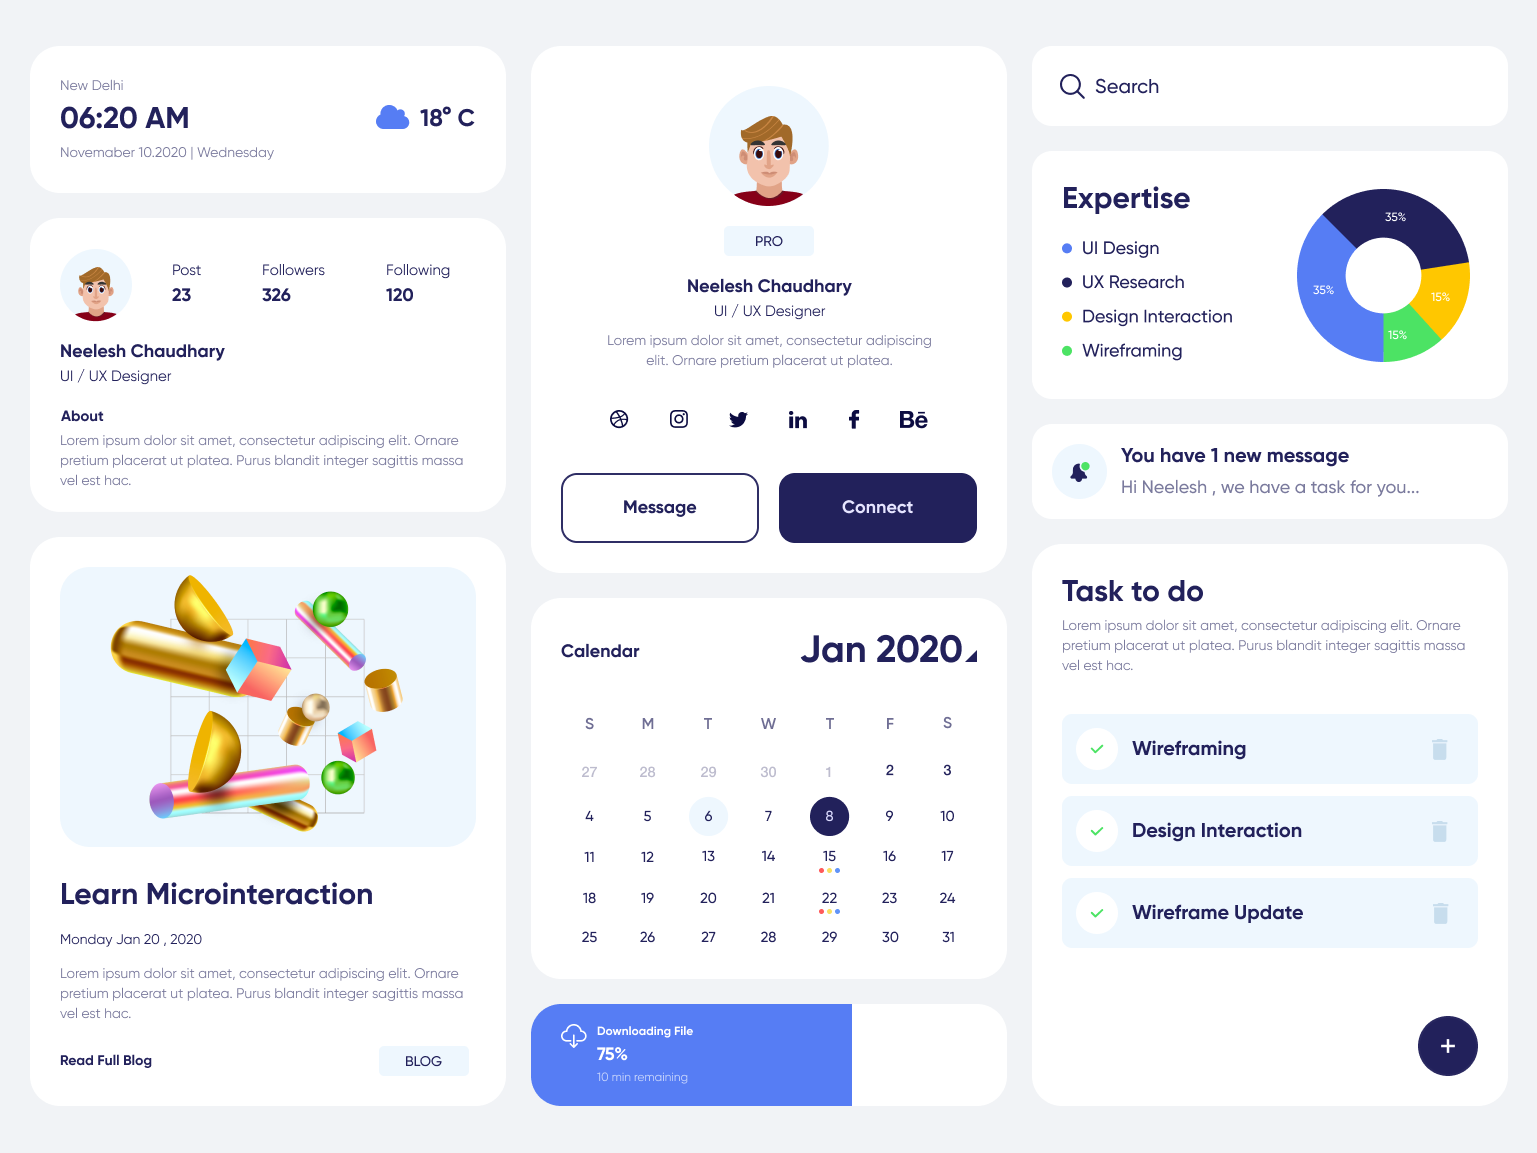 New Delhi
06:20 AM
18° C
Novemaber 10.2020 | Wednesday
Post
Followers
Following
23
326
120
Neelesh Chaudhary
UI / UX Designer
About
Lorem ipsum dolor sit amet, consectetur adipiscing elit. Ornare
pretium placerat ut platea. Purus blandit integer sagittis massa
vel est hac.
Learn Microinteraction
Monday Jan 20 , 2020
Lorem ipsum dolor sit amet, consectetur adipiscing elit. Ornare
pretium placerat ut platea. Purus blandit integer sagittis massa
vel est hac.
Read Full Blog
BLOG
PRO
Neelesh Chaudhary
UI / UX Designer
Lorem ipsum dolor sit amet, consectetur adipiscing
elit. Ornare pretium placerat ut platea.
in
f
Bē
Message
Connect
Calendar
Jan 2020
S M T W T F S
27 28 29 30 1 2 3
4 5 6 7 8 9 10
11 12 13 14 15 16 17
18 19 20 21 22 23 24
25 26 27 28 29 30 31
Downloading File
75%
10 min remaining
Search
Expertise
UI Design
UX Research
Design Interaction
Wireframing
35%
35%
15%
15%
You have 1 new message
Hi Neelesh , we have a task for you...
Task to do
Lorem ipsum dolor sit amet, consectetur adipiscing elit. Ornare
pretium placerat ut platea. Purus blandit integer sagittis massa
vel est hac.
Wireframing
Design Interaction
Wireframe Update
+